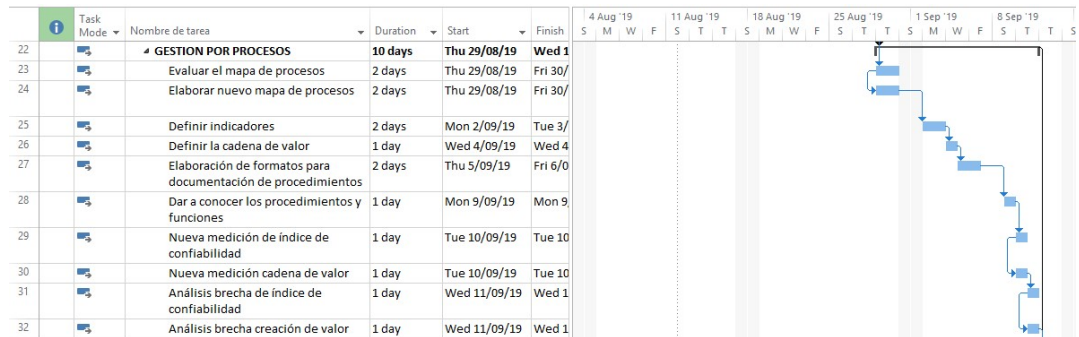 Task Mode Nombre de tarea Duration Start Finish
4 Aug '19 11 Aug '19 18 Aug '19 25 Aug '19 1 Sep '19 8 Sep '19
S M W F S T T S M W F S T T S M W F S T T S
22 GESTION POR PROCESOS 10 days Thu 29/08/19 Wed 1
23 Evaluar el mapa de procesos 2 days Thu 29/08/19 Fri 30/
24 Elaborar nuevo mapa de procesos 2 days Thu 29/08/19 Fri 30/
25 Definir indicadores 2 days Mon 2/09/19 Tue 3/
26 Definir la cadena de valor 1 day Wed 4/09/19 Wed 4
27 Elaboración de formatos para documentación de procedimientos 2 days Thu 5/09/19 Fri 6/0
28 Dar a conocer los procedimientos y funciones 1 day Mon 9/09/19 Mon 9,
29 Nueva medición de índice de confiabilidad 1 day Tue 10/09/19 Tue 10
30 Nueva medición cadena de valor 1 day Tue 10/09/19 Tue 10
31 Análisis brecha de índice de confiabilidad 1 day Wed 11/09/19 Wed 1
32 Análisis brecha creación de valor 1 day Wed 11/09/19 Wed 1